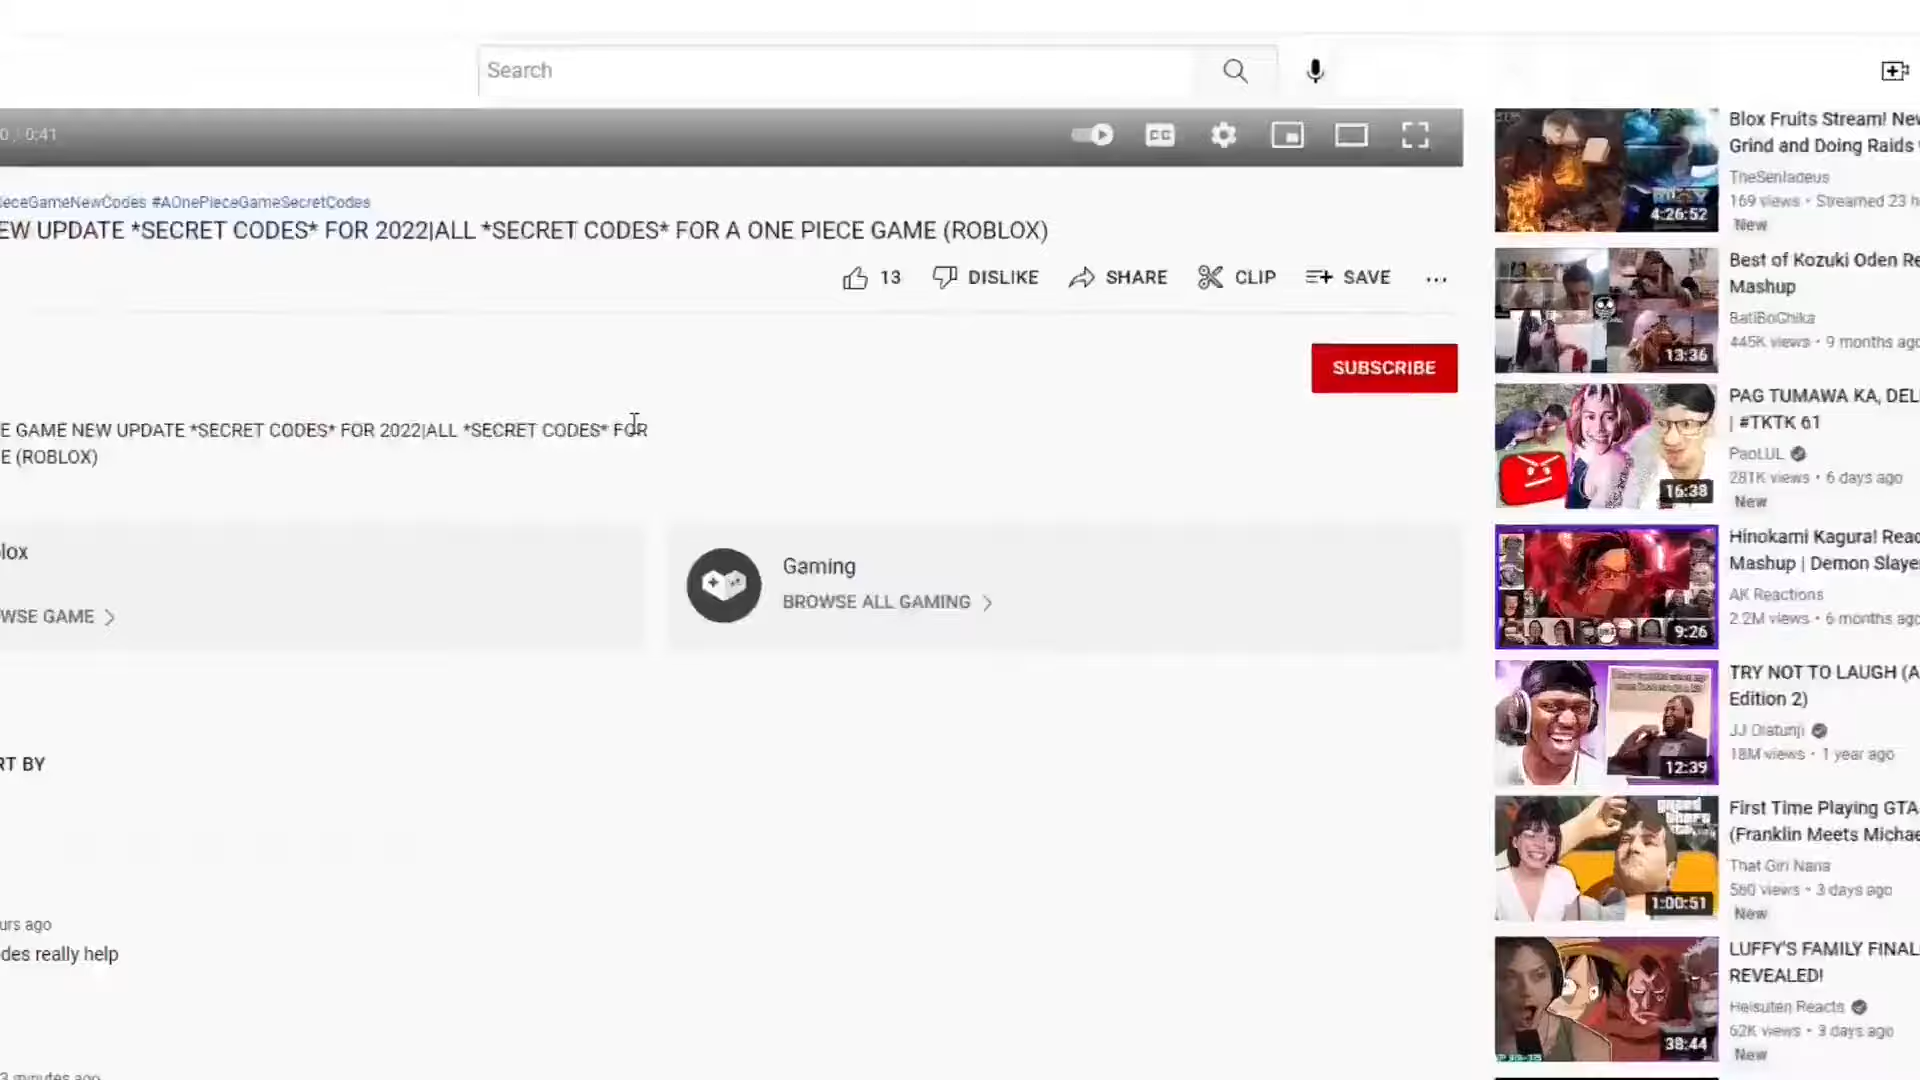 Search
0:41
#AOnePieceGameSecretCodes
UPDATE *SECRET CODES* FOR 2022|ALL *SECRET CODES* FOR A ONE PIECE GAME (ROBLOX)
13 DISLIKE SHARE CLIP SAVE ...
SUBSCRIBE
E GAME NEW UPDATE *SECRET CODES* FOR 2022|ALL *SECRET CODES* FOR
E (ROBLOX)
lox
WSE GAME
Gaming
BROWSE ALL GAMING
RT BY
urs ago
des really help
3 minutes ago
Blox Fruits Stream! New
Grind and Doing Raids
TheSenladeus
169 views • Streamed 23 h
New
4:26:52
Best of Kozuki Oden Re
Mashup
BatiBoChika
445K views • 9 months ago
13:36
PAG TUMAWA KA, DEL
| #TKTK 61
PaoLUL
281K views • 6 days ago
New
16:38
Hinokami Kagura! Reac
Mashup | Demon Slayer
AK Reactions
2.2M views • 6 months ago
9:26
TRY NOT TO LAUGH (A
Edition 2)
JJ Olatunji
18M views • 1 year ago
12:39
First Time Playing GTA
(Franklin Meets Michae
That Girl Nana
560 views • 3 days ago
New
1:00:51
LUFFY'S FAMILY FINAL
REVEALED!
Heisuten Reacts
62K views • 3 days ago
New
38:44